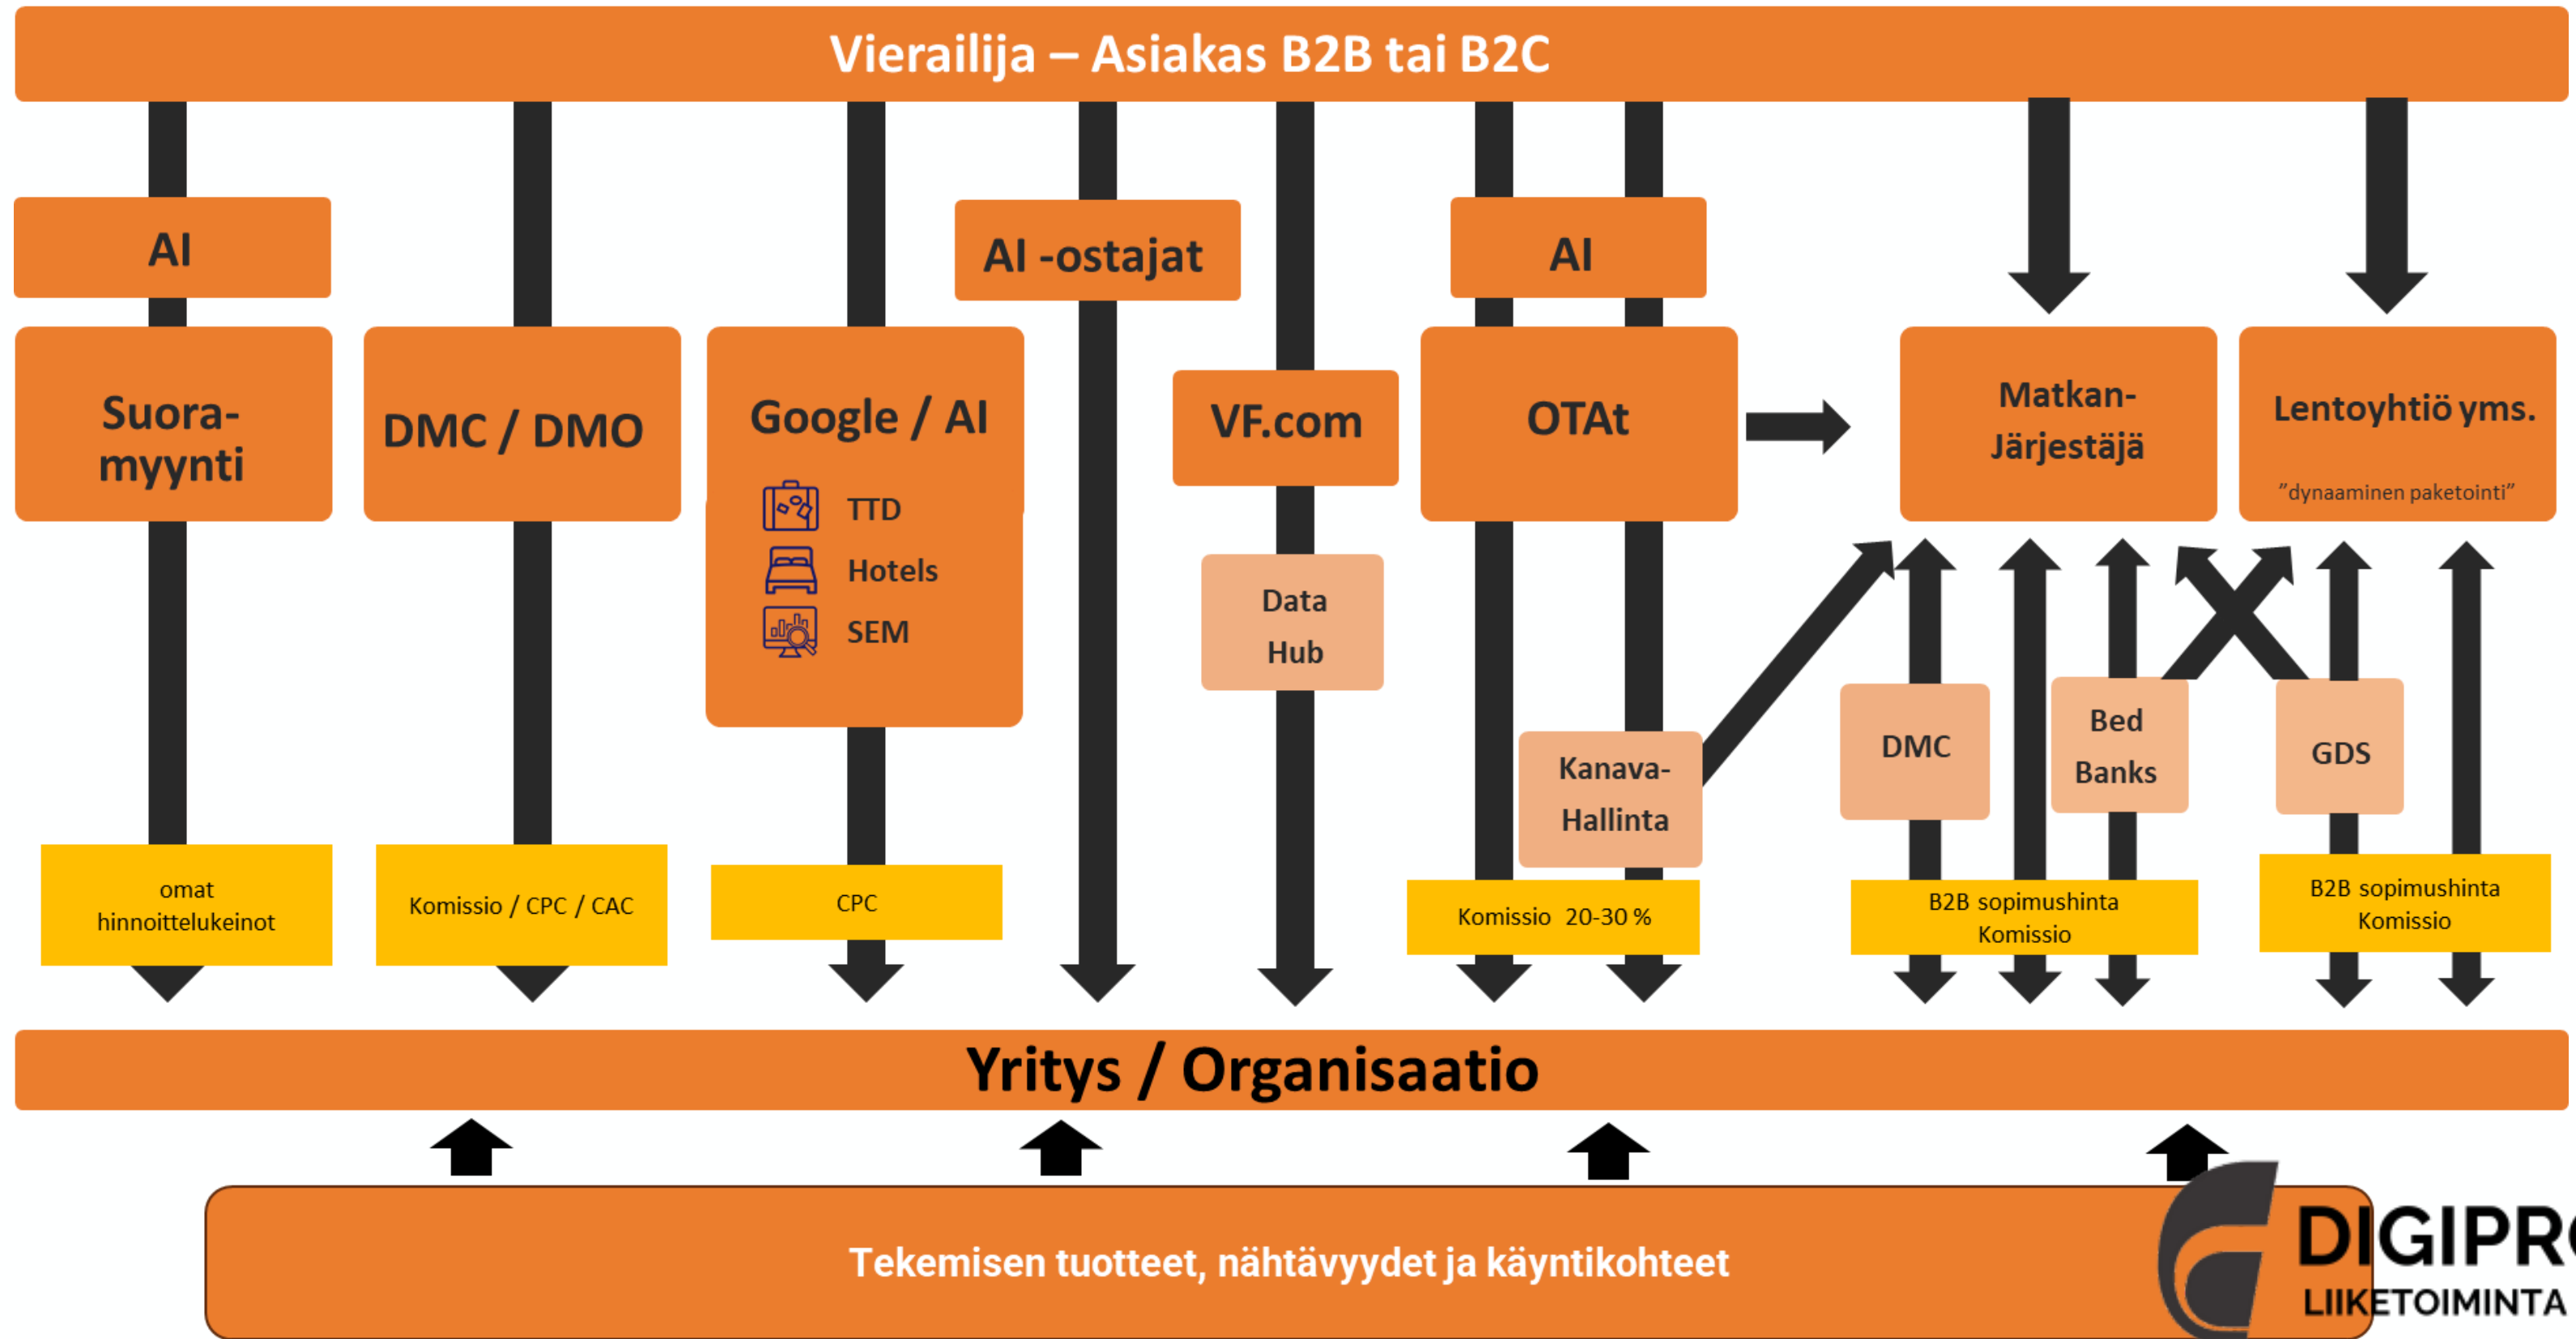 Vierailija – Asiakas B2B tai B2C
AI
AI -ostajat
AI
Suora-
myynti
DMC / DMO
Google / AI
TTD
Hotels
SEM
VF.com
OTAt
Matkan-
Järjestäjä
Lentoyhtiö yms.
”dynaaminen paketointi”
Data
Hub
Kanava-
Hallinta
DMC
Bed
Banks
GDS
omat
hinnoittelukeinot
Komissio / CPC / CAC
CPC
Komissio 20-30 %
B2B sopimushinta
Komissio
B2B sopimushinta
Komissio
Yritys / Organisaatio
Tekemisen tuotteet, nähtävyydet ja käyntikohteet
DIGIPRO
LIIKETOIMINTA